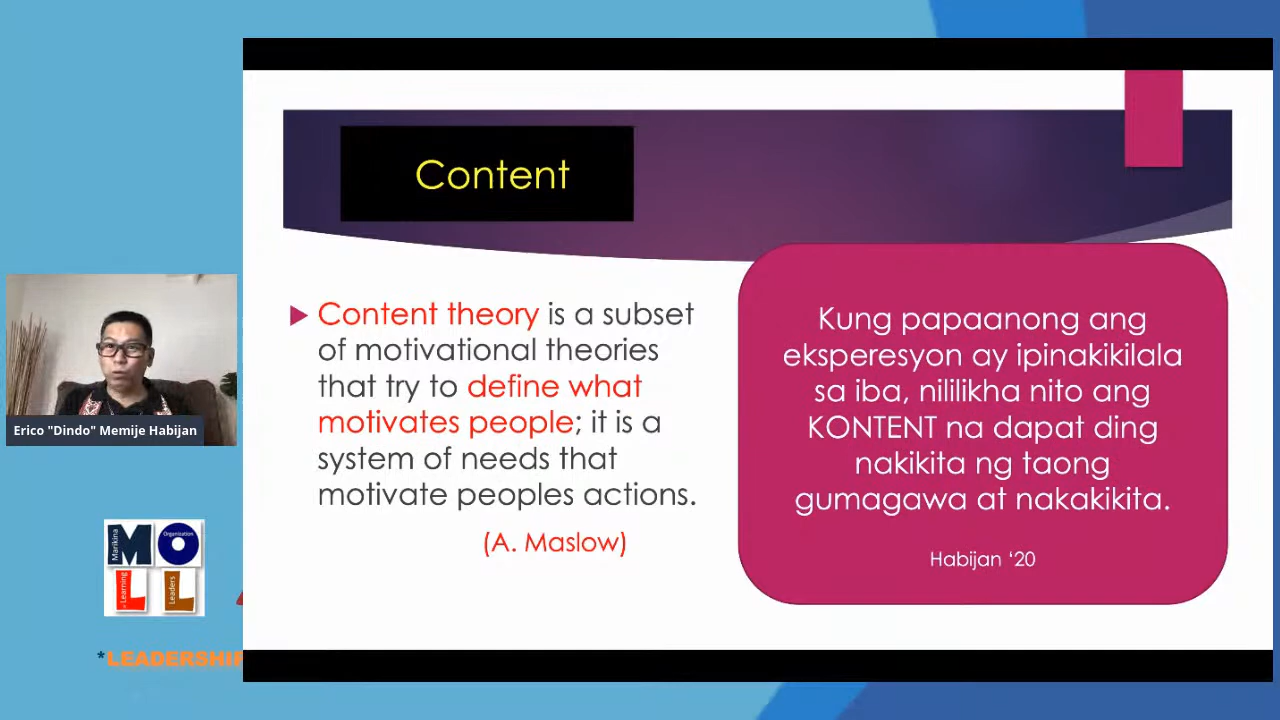 Content
Content theory is a subset
of motivational theories
that try to define what
motivates people; it is a
system of needs that
motivate peoples actions.
(A. Maslow)
Kung papaanong ang
eksperesyon ay ipinakikilala
sa iba, nililikha nito ang
KONTENT na dapat ding
nakikita ng taong
gumagawa at nakakikita.
Habijan ‘20
Erico "Dindo" Memije Habijan
Marikina
M
Organization
O
of Learning
L
Leaders
L
*LEADERSHIP